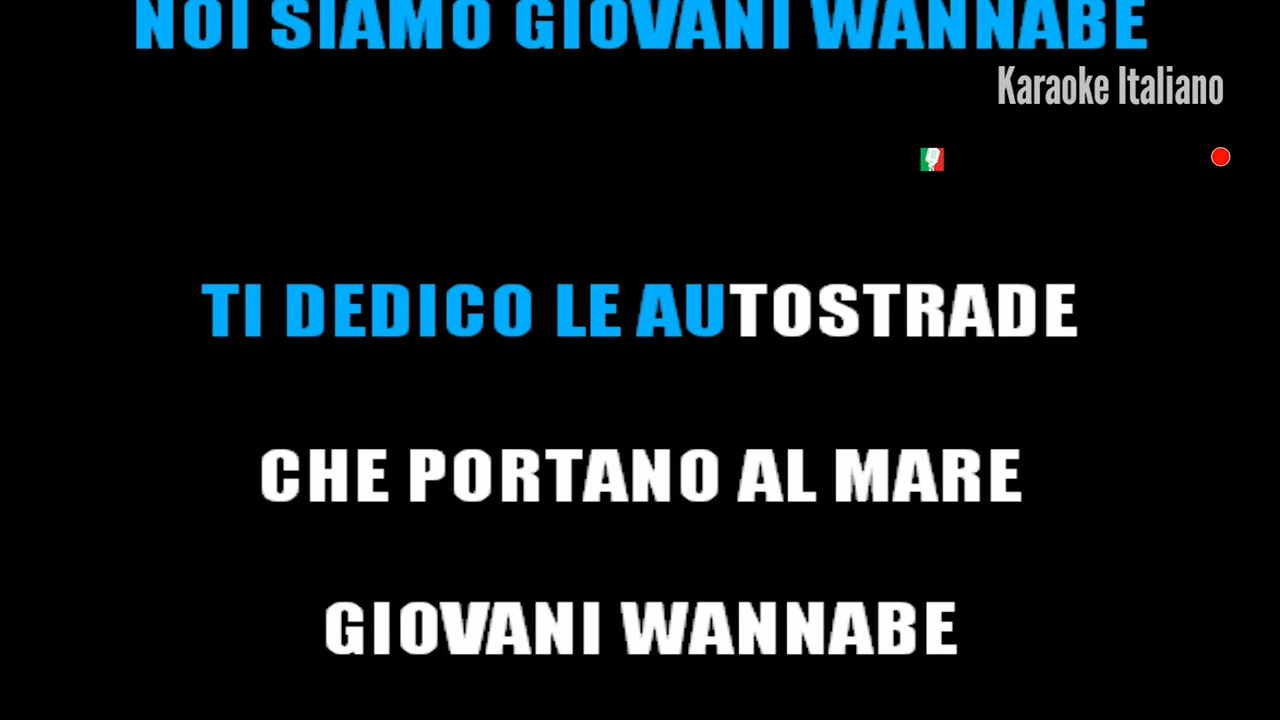 NOI SIAMO GIOVANI WANNABE
Karaoke Italiano
TI DEDICO LE AUTOSTRADE
CHE PORTANO AL MARE
GIOVANI WANNABE